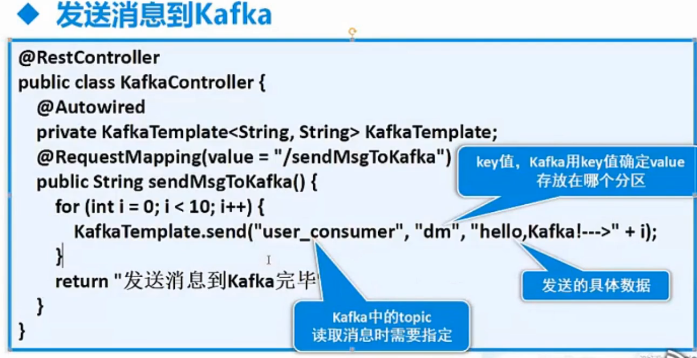 发送消息到Kafka
@RestController
public class KafkaController {
@Autowired
private KafkaTemplate<String, String> KafkaTemplate;
@RequestMapping(value = "/sendMsgToKafka")
public String sendMsgToKafka() {
for (int i = 0; i < 10; i++) {
KafkaTemplate.send("user_consumer", "dm", "hello,Kafka!--->" + i);
}
return "发送消息到Kafka完毕"
}
}
key值，Kafka用key值确定value
存放在哪个分区
发送的具体数据
Kafka中的topic
读取消息时需要指定